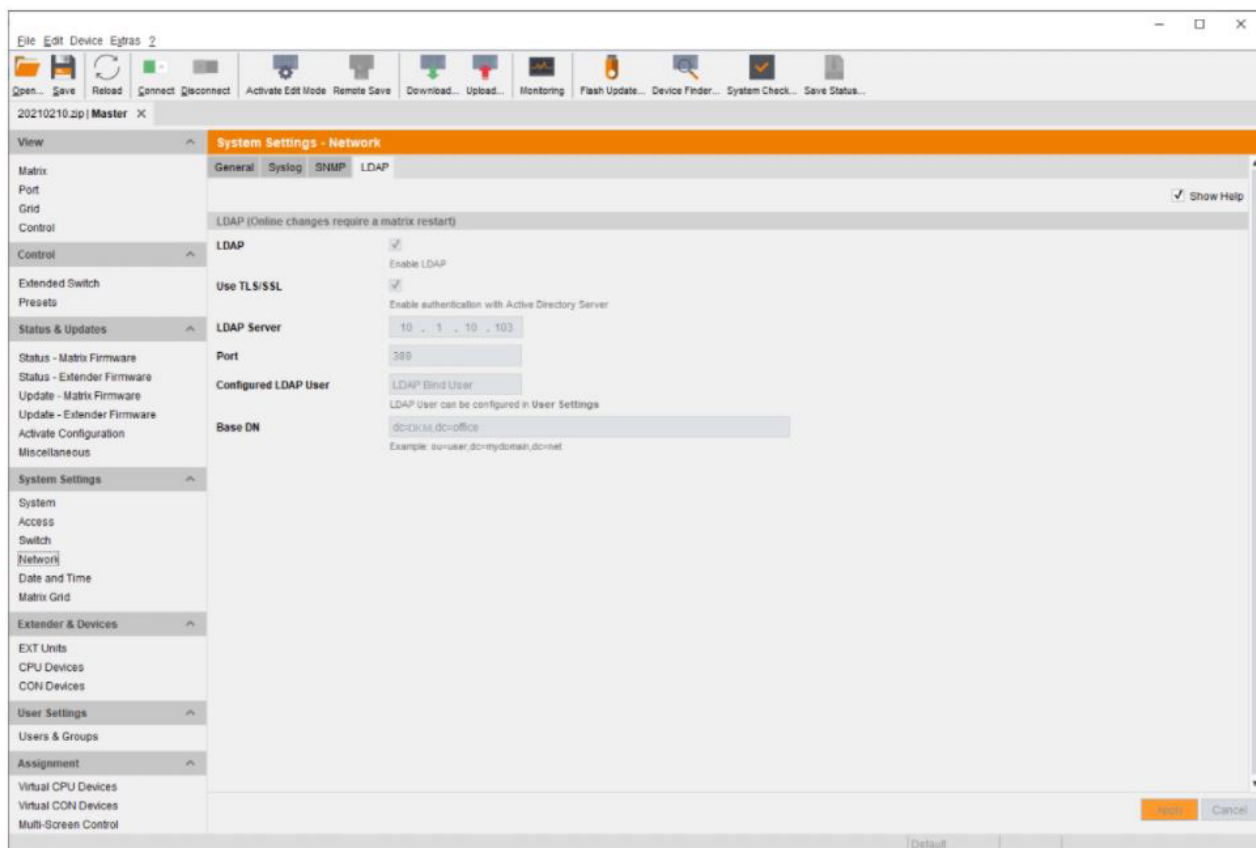 File Edit Device Extras ?
Open... Save Reload Connect Disconnect Activate Edit Mode Remote Save Download... Upload... Monitoring Flash Update... Device Finder... System Check... Save Status...
20210210.zip | Master X
View
Matrix
Port
Grid
Control
Control
Extended Switch
Presets
Status & Updates
Status - Matrix Firmware
Status - Extender Firmware
Update - Matrix Firmware
Update - Extender Firmware
Activate Configuration
Miscellaneous
System Settings
System
Access
Switch
Network
Date and Time
Matrix Grid
Extender & Devices
EXT Units
CPU Devices
CON Devices
User Settings
Users & Groups
Assignment
Virtual CPU Devices
Virtual CON Devices
Multi-Screen Control
System Settings - Network
General Syslog SNMP LDAP
Show Help
LDAP (Online changes require a matrix restart)
LDAP
Enable LDAP
Use TLS/SSL
Enable authentication with Active Directory Server
LDAP Server 10 . 1 . 10 . 103
Port 389
Configured LDAP User LDAP Bind User
LDAP User can be configured in User Settings
Base DN dc=DKM,dc=office
Example: ou=user,dc=mydomain,dc=net
Apply Cancel
Default